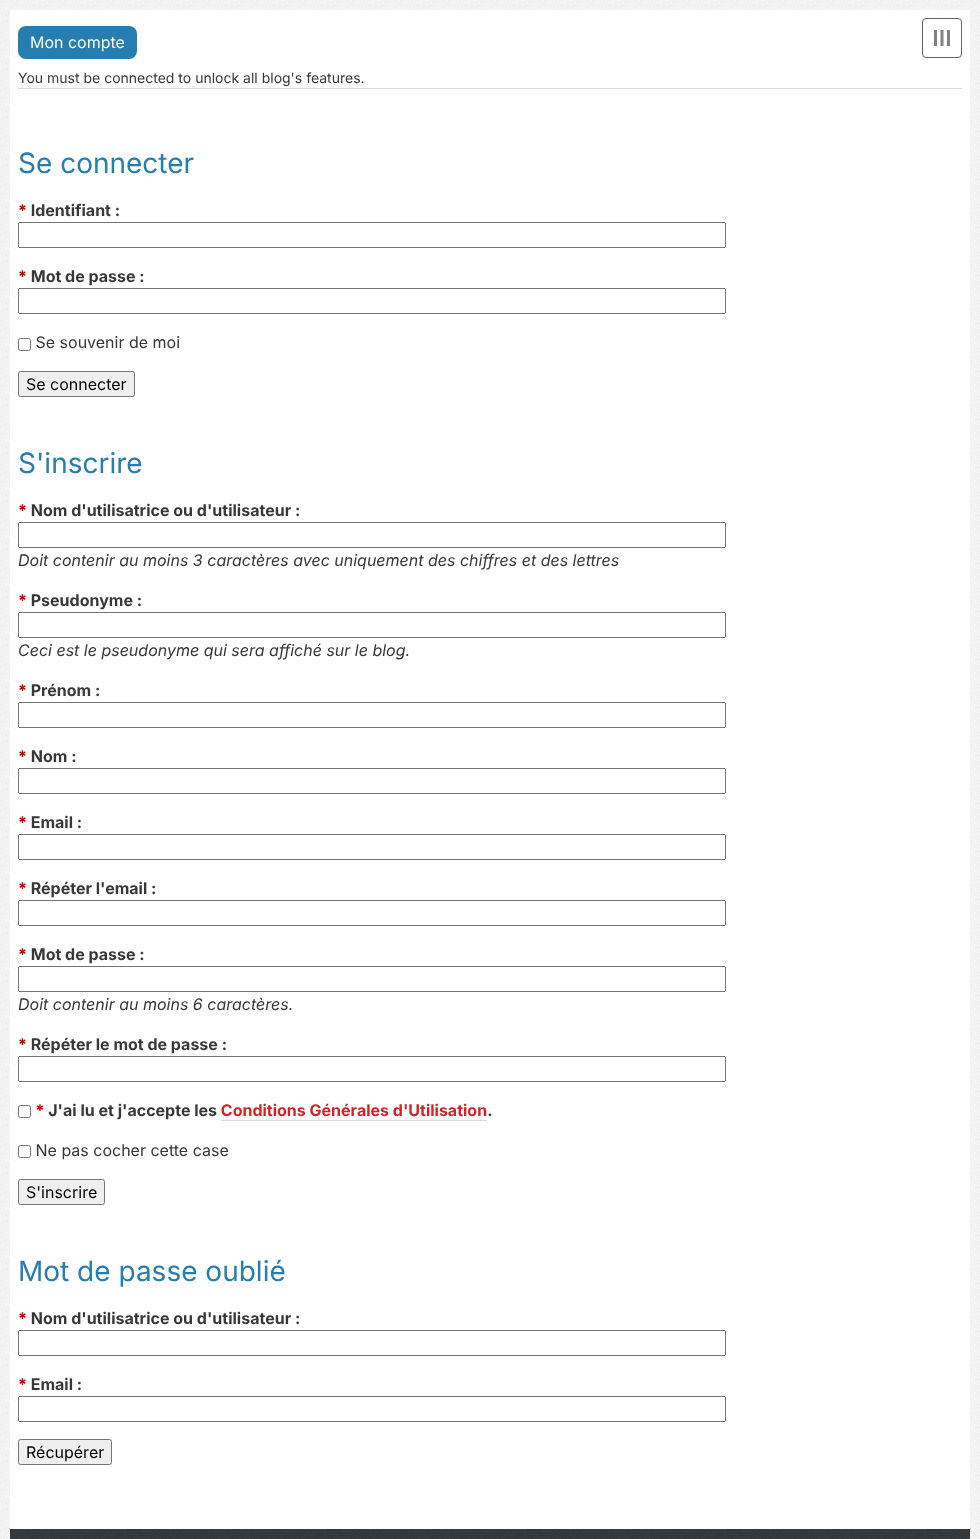 Mon compte
You must be connected to unlock all blog's features.
Se connecter
* Identifiant :
* Mot de passe :
Se souvenir de moi
Se connecter
S'inscrire
* Nom d'utilisatrice ou d'utilisateur :
Doit contenir au moins 3 caractères avec uniquement des chiffres et des lettres
* Pseudonyme :
Ceci est le pseudonyme qui sera affiché sur le blog.
* Prénom :
* Nom :
* Email :
* Répéter l'email :
* Mot de passe :
Doit contenir au moins 6 caractères.
* Répéter le mot de passe :
* J'ai lu et j'accepte les Conditions Générales d'Utilisation.
Ne pas cocher cette case
S'inscrire
Mot de passe oublié
* Nom d'utilisatrice ou d'utilisateur :
* Email :
Récupérer